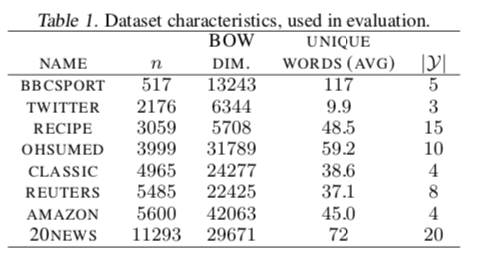 Table 1. Dataset characteristics, used in evaluation.
BOW UNIQUE
NAME n DIM. WORDS (AVG) |𝒴|
BBCSPORT 517 13243 117 5
TWITTER 2176 6344 9.9 3
RECIPE 3059 5708 48.5 15
OHSUMED 3999 31789 59.2 10
CLASSIC 4965 24277 38.6 4
REUTERS 5485 22425 37.1 8
AMAZON 5600 42063 45.0 4
20NEWS 11293 29671 72 20